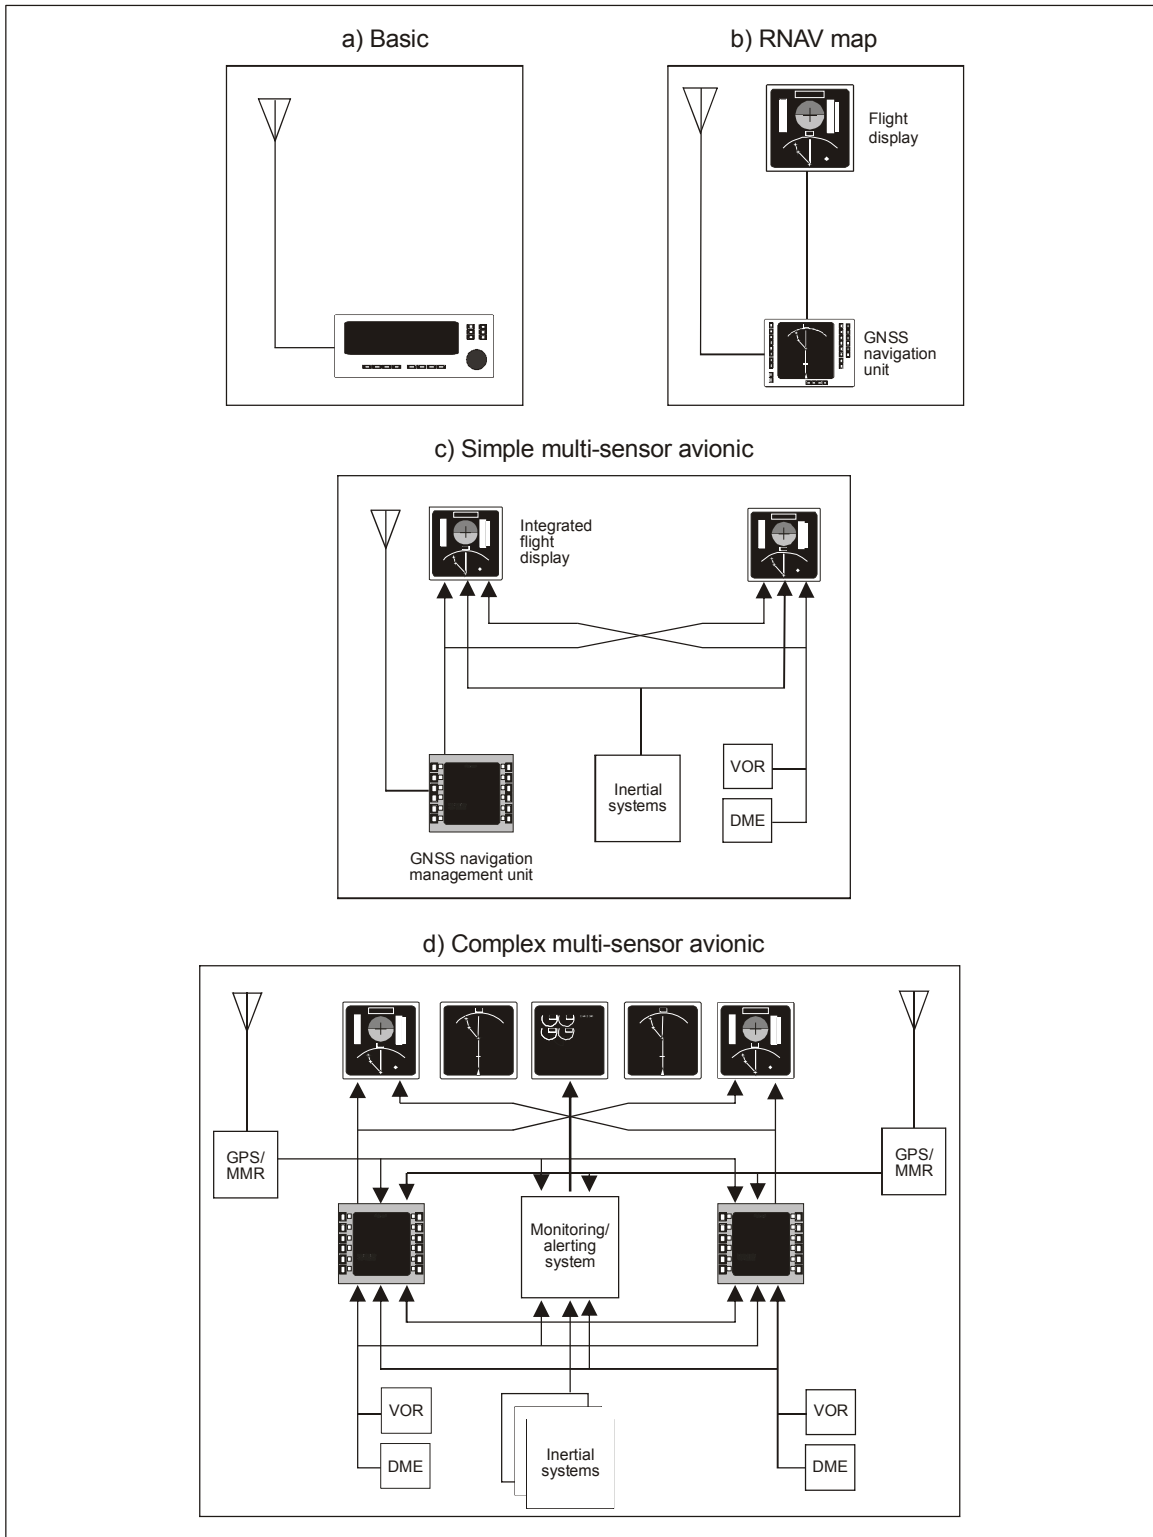 a) Basic
b) RNAV map
Flight
display
GNSS
navigation
unit
c) Simple multi-sensor avionic
Integrated
flight
display
VOR
Inertial
systems
DME
GNSS navigation
management unit
d) Complex multi-sensor avionic
GPS/
MMR
GPS/
MMR
Monitoring/
alerting
system
VOR
VOR
DME
Inertial
systems
DME